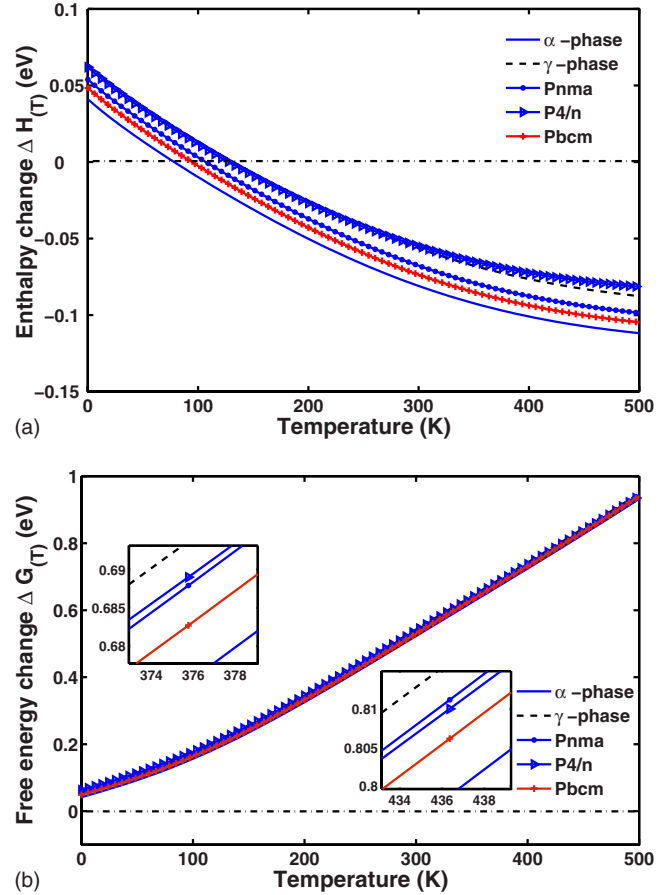 0.1
0.05
0
−0.05
−0.1
−0.15
Enthalpy change Δ H(T) (eV)
α −phase
γ −phase
Pnma
P4/n
Pbcm
0 100 200 300 400 500
Temperature (K)
(a)
1
0.8
0.6
0.4
0.2
0
Free energy change Δ G(T) (eV)
0.69
0.685
0.68
374 376 378
0.81
0.805
0.8
434 436 438
α −phase
γ −phase
Pnma
P4/n
Pbcm
0 100 200 300 400 500
Temperature (K)
(b)